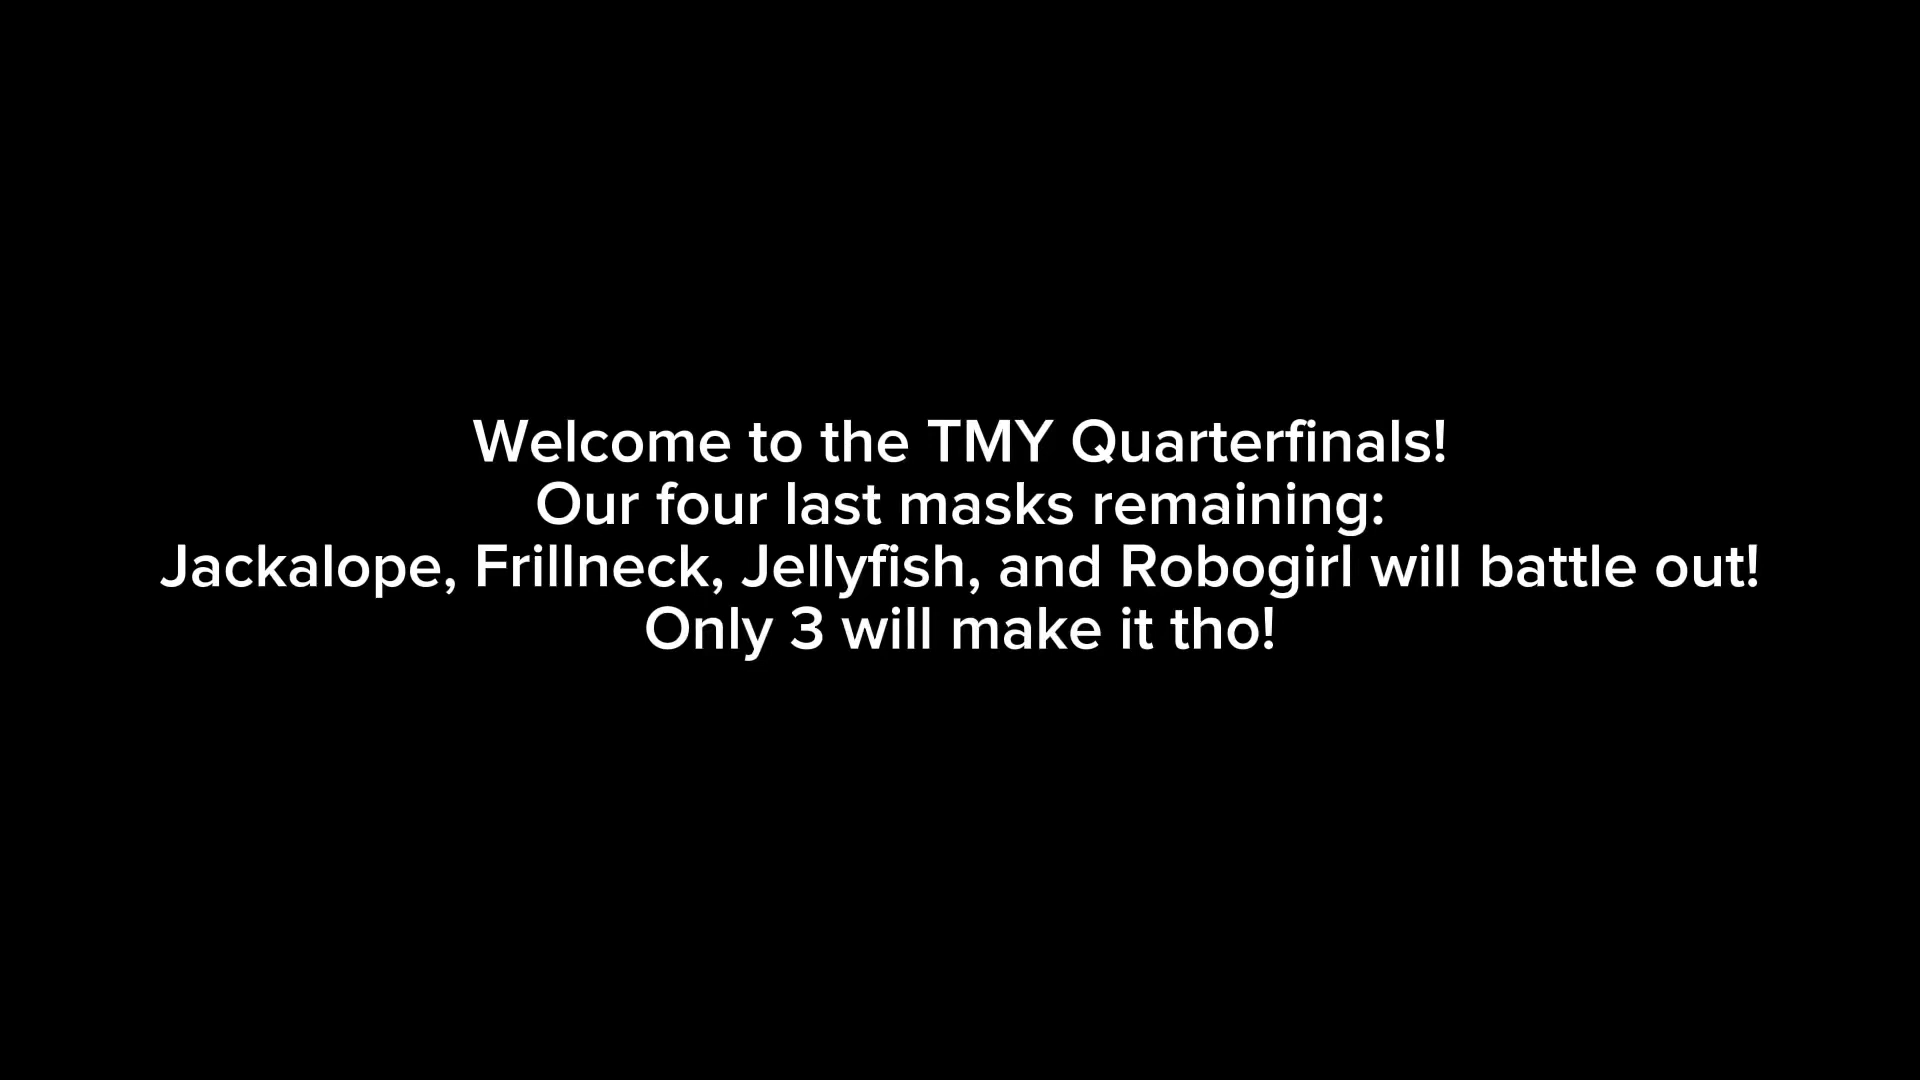 Welcome to the TMY Quarterfinals!
Our four last masks remaining:
Jackalope, Frillneck, Jellyfish, and Robogirl will battle out!
Only 3 will make it tho!